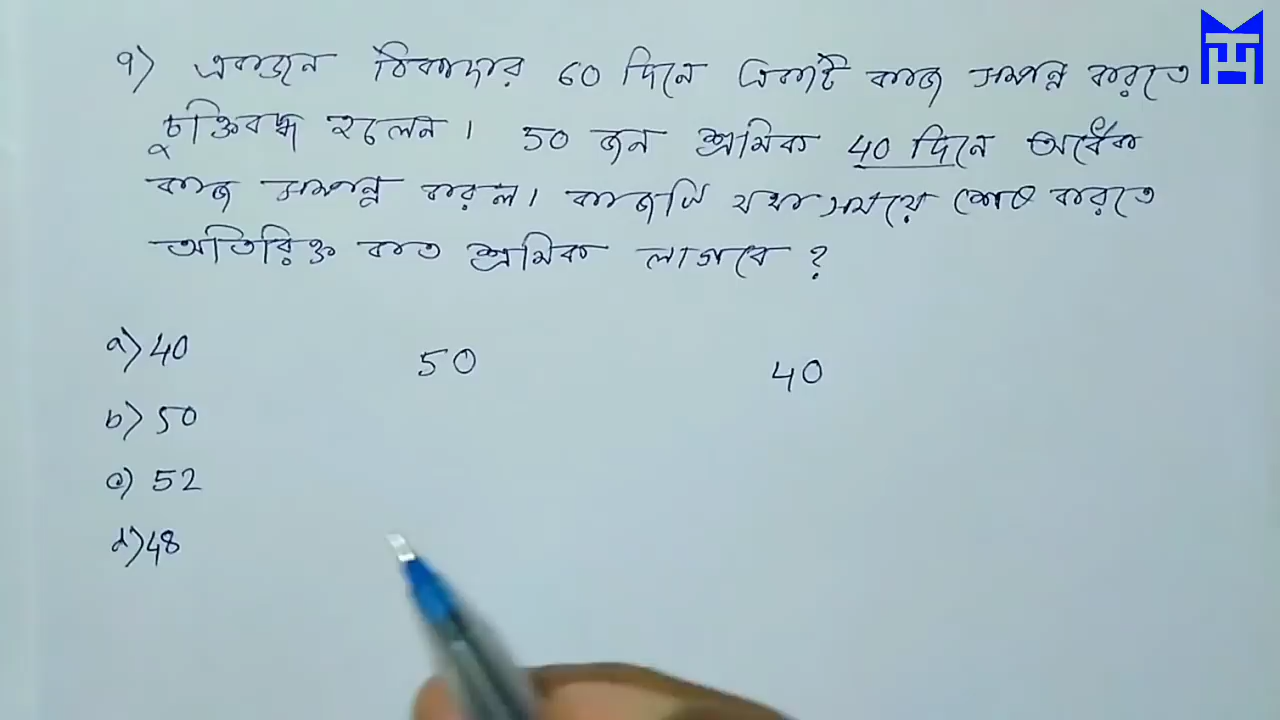 ৭) একজন ঠিকাদার 60 দিনে একটি কাজ সম্পন্ন করতে
চুক্তিবদ্ধ হলেন। 50 জন শ্রমিক 40 দিনে অর্ধেক
কাজ সম্পন্ন করল। কাজটি যথাসময়ে শেষ করতে
অতিরিক্ত কত শ্রমিক লাগবে?
a) 40
50
40
b) 50
c) 52
d) 48